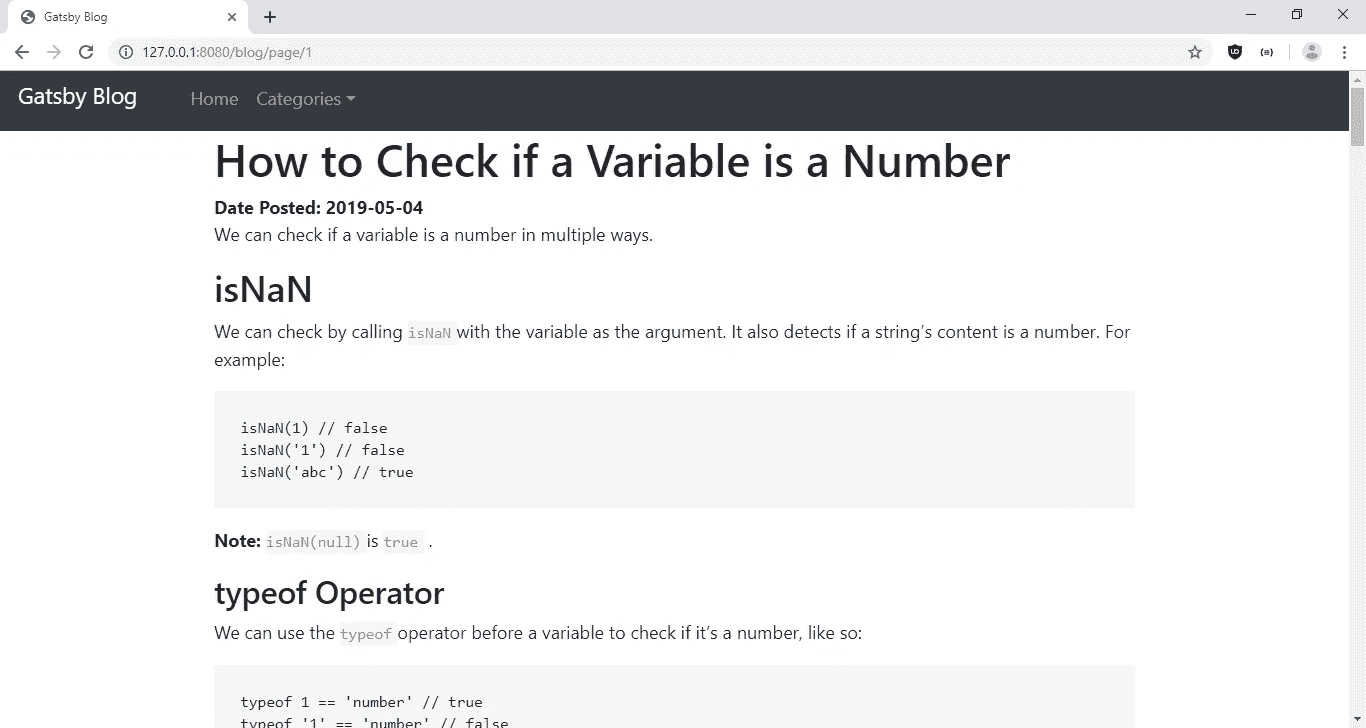 Gatsby Blog
127.0.0.1:8080/blog/page/1
Gatsby Blog Home Categories
How to Check if a Variable is a Number
Date Posted: 2019-05-04
We can check if a variable is a number in multiple ways.
isNaN
We can check by calling isNaN with the variable as the argument. It also detects if a string’s content is a number. For
example:
isNaN(1) // false
isNaN('1') // false
isNaN('abc') // true
Note: isNaN(null) is true .
typeof Operator
We can use the typeof operator before a variable to check if it’s a number, like so:
typeof 1 == 'number' // true
typeof '1' == 'number' // false